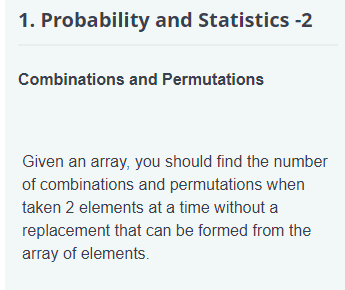 1. Probability and Statistics -2
Combinations and Permutations
Given an array, you should find the number
of combinations and permutations when
taken 2 elements at a time without a
replacement that can be formed from the
array of elements.